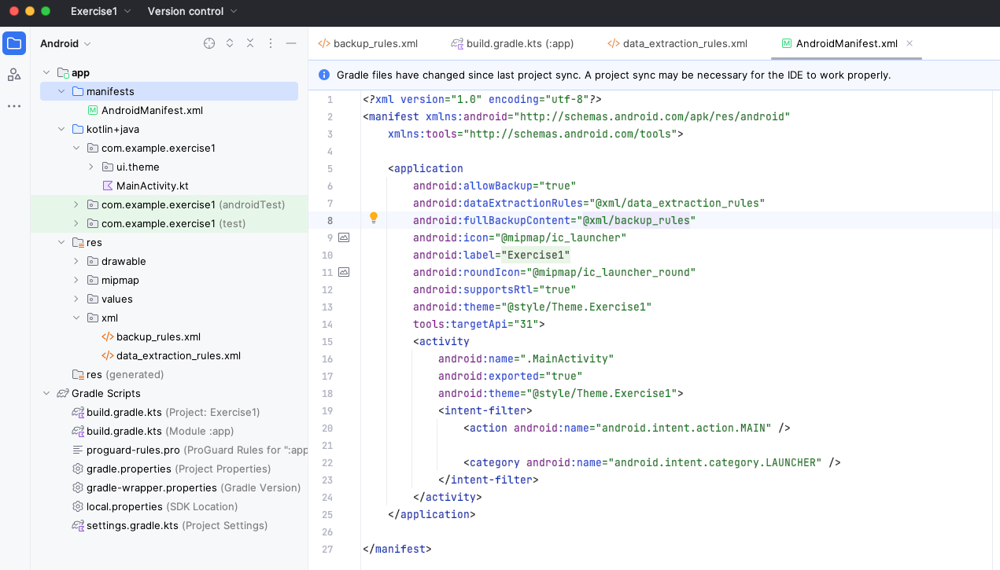 Exercise1 Version control
Android
backup_rules.xml build.gradle.kts (:app) data_extraction_rules.xml AndroidManifest.xml
Gradle files have changed since last project sync. A project sync may be necessary for the IDE to work properly.
app
manifests
AndroidManifest.xml
kotlin+java
com.example.exercise1
ui.theme
MainActivity.kt
com.example.exercise1 (androidTest)
com.example.exercise1 (test)
res
drawable
mipmap
values
xml
backup_rules.xml
data_extraction_rules.xml
res (generated)
Gradle Scripts
build.gradle.kts (Project: Exercise1)
build.gradle.kts (Module :app)
proguard-rules.pro (ProGuard Rules for ":app
gradle.properties (Project Properties)
gradle-wrapper.properties (Gradle Version)
local.properties (SDK Location)
settings.gradle.kts (Project Settings)
1 <?xml version="1.0" encoding="utf-8"?>
2 <manifest xmlns:android="http://schemas.android.com/apk/res/android"
3 xmlns:tools="http://schemas.android.com/tools">
4
5 <application
6 android:allowBackup="true"
7 android:dataExtractionRules="@xml/data_extraction_rules"
8 android:fullBackupContent="@xml/backup_rules"
9 android:icon="@mipmap/ic_launcher"
10 android:label="Exercise1"
11 android:roundIcon="@mipmap/ic_launcher_round"
12 android:supportsRtl="true"
13 android:theme="@style/Theme.Exercise1"
14 tools:targetApi="31">
15 <activity
16 android:name=".MainActivity"
17 android:exported="true"
18 android:theme="@style/Theme.Exercise1">
19 <intent-filter>
20 <action android:name="android.intent.action.MAIN" />
21
22 <category android:name="android.intent.category.LAUNCHER" />
23 </intent-filter>
24 </activity>
25 </application>
26
27 </manifest>